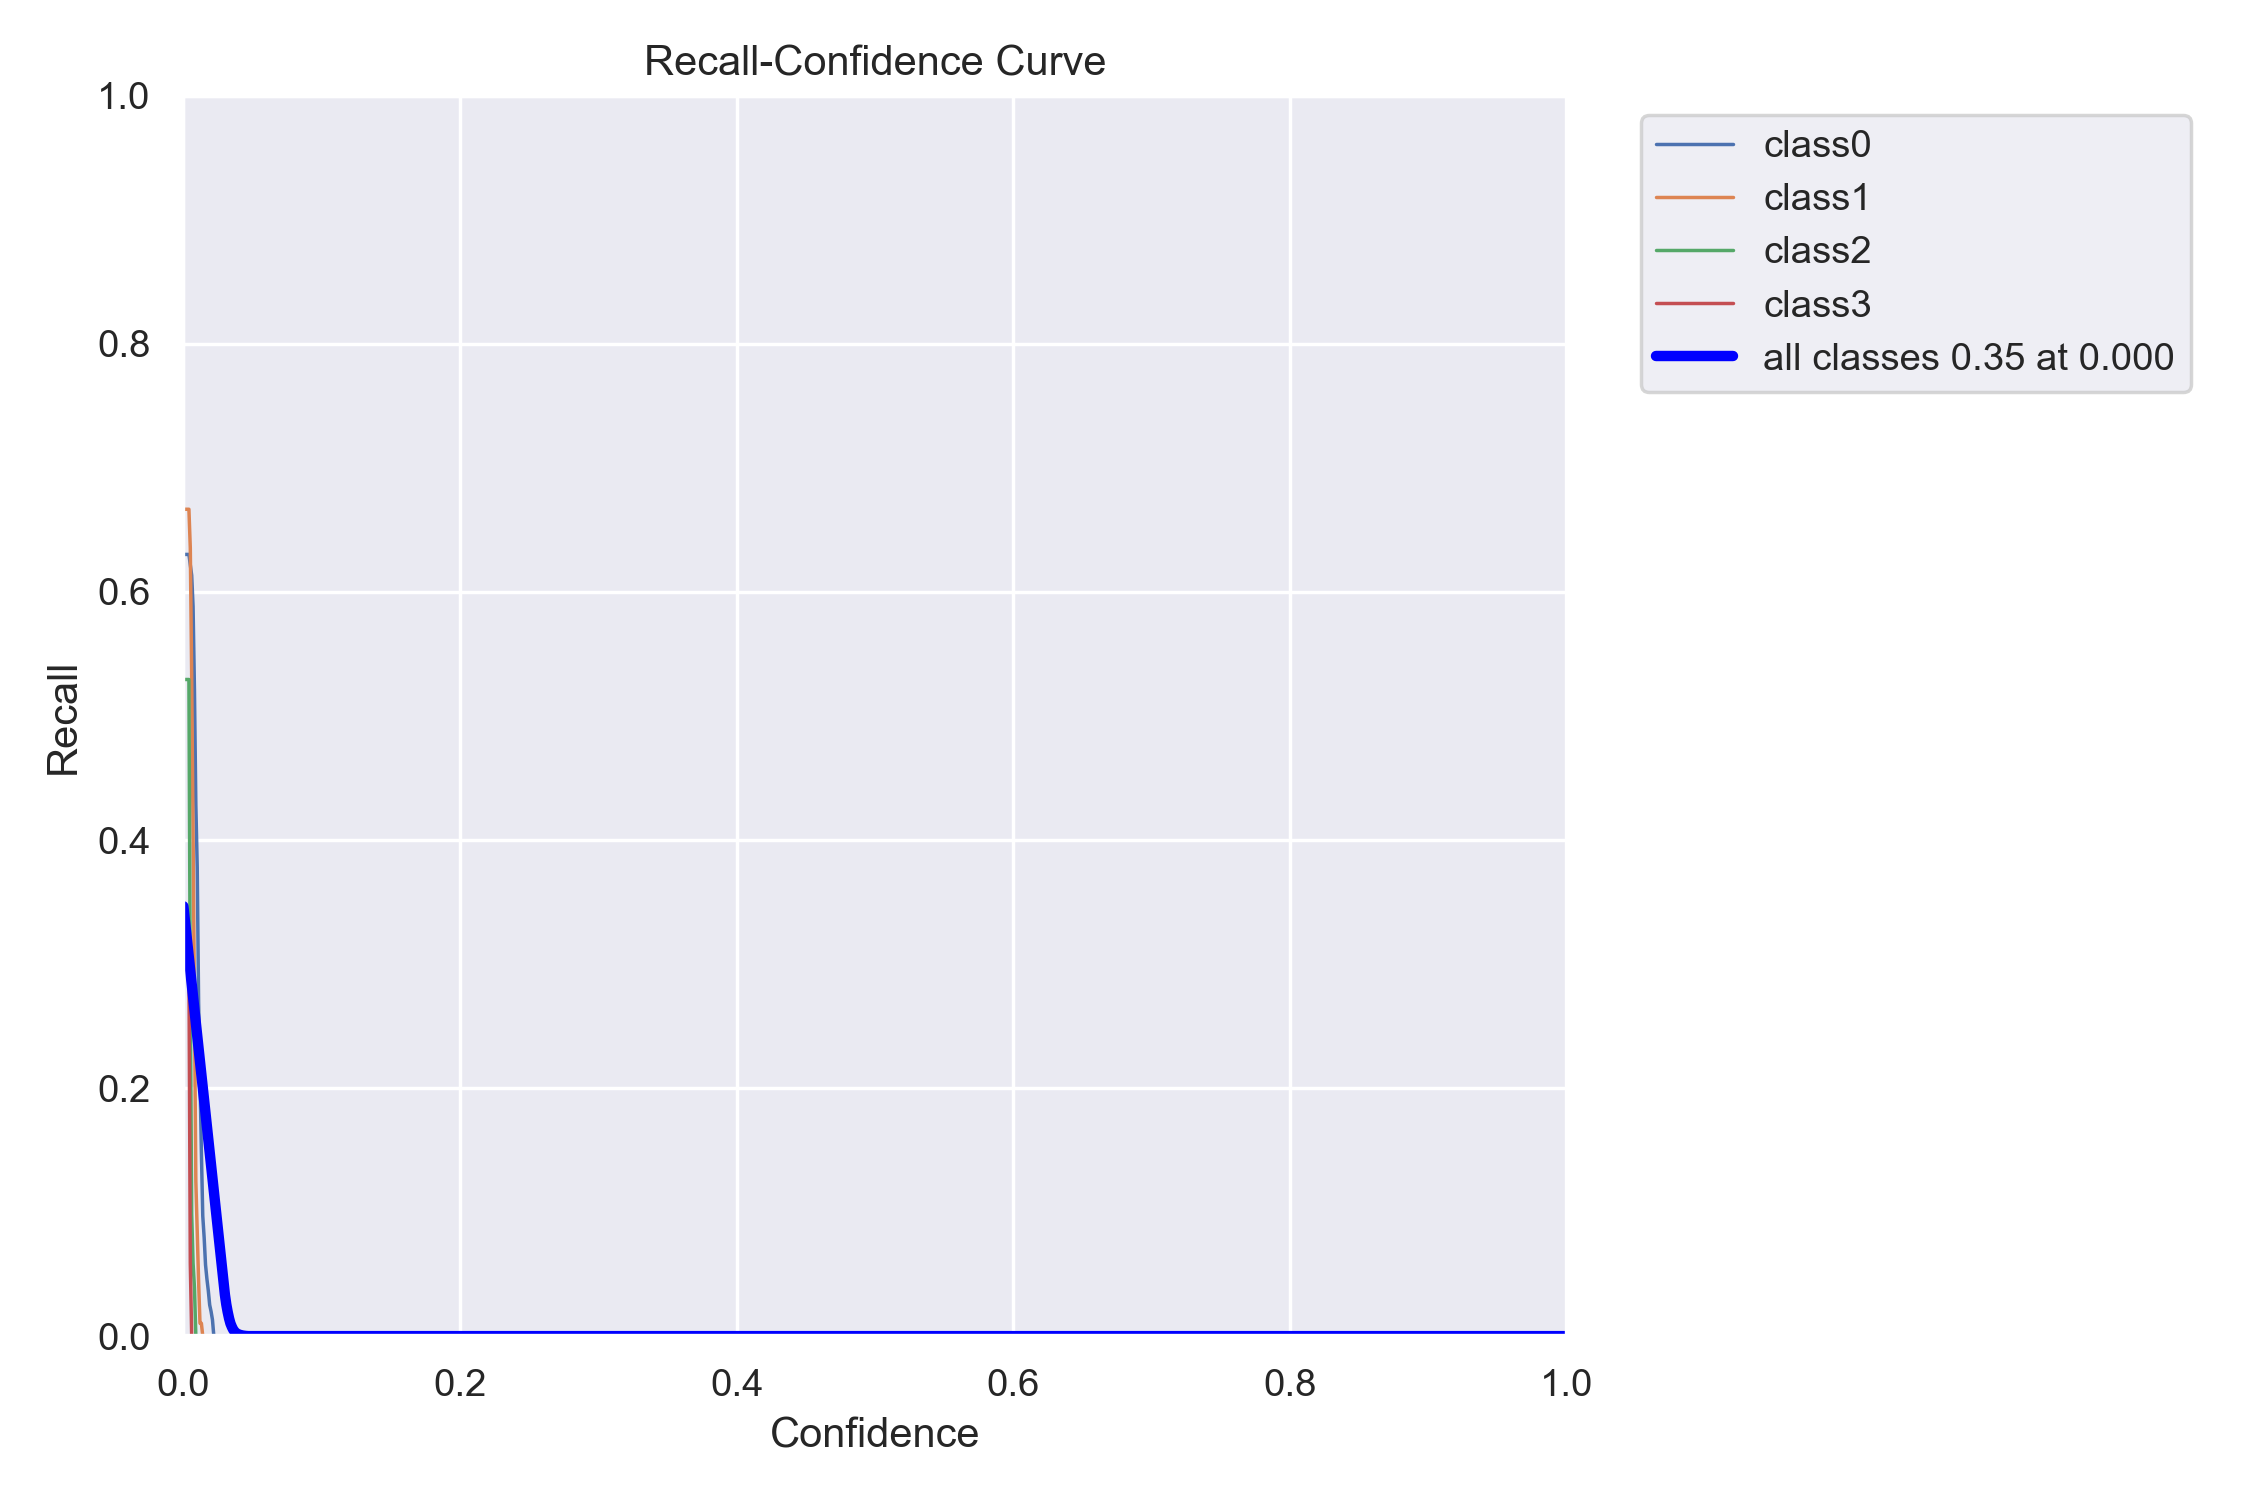 Recall-Confidence Curve
1.0
0.8
0.6
0.4
0.2
0.0
Recall
0.0 0.2 0.4 0.6 0.8 1.0
Confidence
class0
class1
class2
class3
all classes 0.35 at 0.000